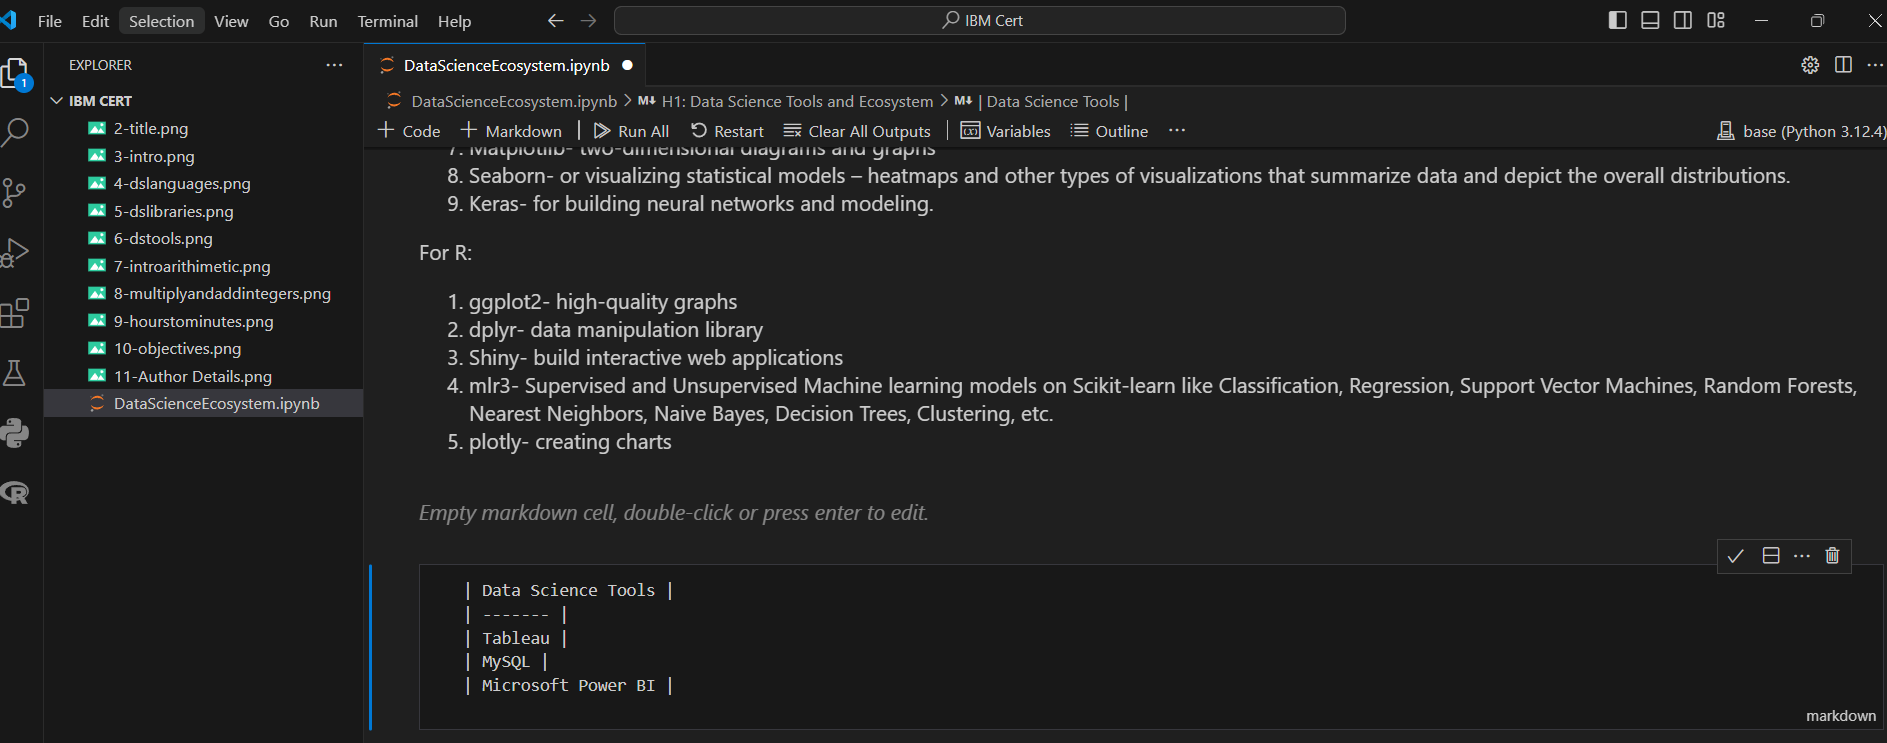 File Edit Selection View Go Run Terminal Help
IBM Cert
EXPLORER
1
IBM CERT
2-title.png
3-intro.png
4-dslanguages.png
5-dslibraries.png
6-dstools.png
7-introarithimetic.png
8-multiplyandaddintegers.png
9-hourstominutes.png
10-objectives.png
11-Author Details.png
DataScienceEcosystem.ipynb
DataScienceEcosystem.ipynb
DataScienceEcosystem.ipynb > M↓ H1: Data Science Tools and Ecosystem > M↓ | Data Science Tools |
+ Code + Markdown | Run All Restart Clear All Outputs | Variables Outline ...
base (Python 3.12.4)
7. Matplotlib- two-dimensional diagrams and graphs
8. Seaborn- or visualizing statistical models – heatmaps and other types of visualizations that summarize data and depict the overall distributions.
9. Keras- for building neural networks and modeling.
For R:
1. ggplot2- high-quality graphs
2. dplyr- data manipulation library
3. Shiny- build interactive web applications
4. mlr3- Supervised and Unsupervised Machine learning models on Scikit-learn like Classification, Regression, Support Vector Machines, Random Forests,
Nearest Neighbors, Naive Bayes, Decision Trees, Clustering, etc.
5. plotly- creating charts
Empty markdown cell, double-click or press enter to edit.
| Data Science Tools |
| ------- |
| Tableau |
| MySQL |
| Microsoft Power BI |
markdown